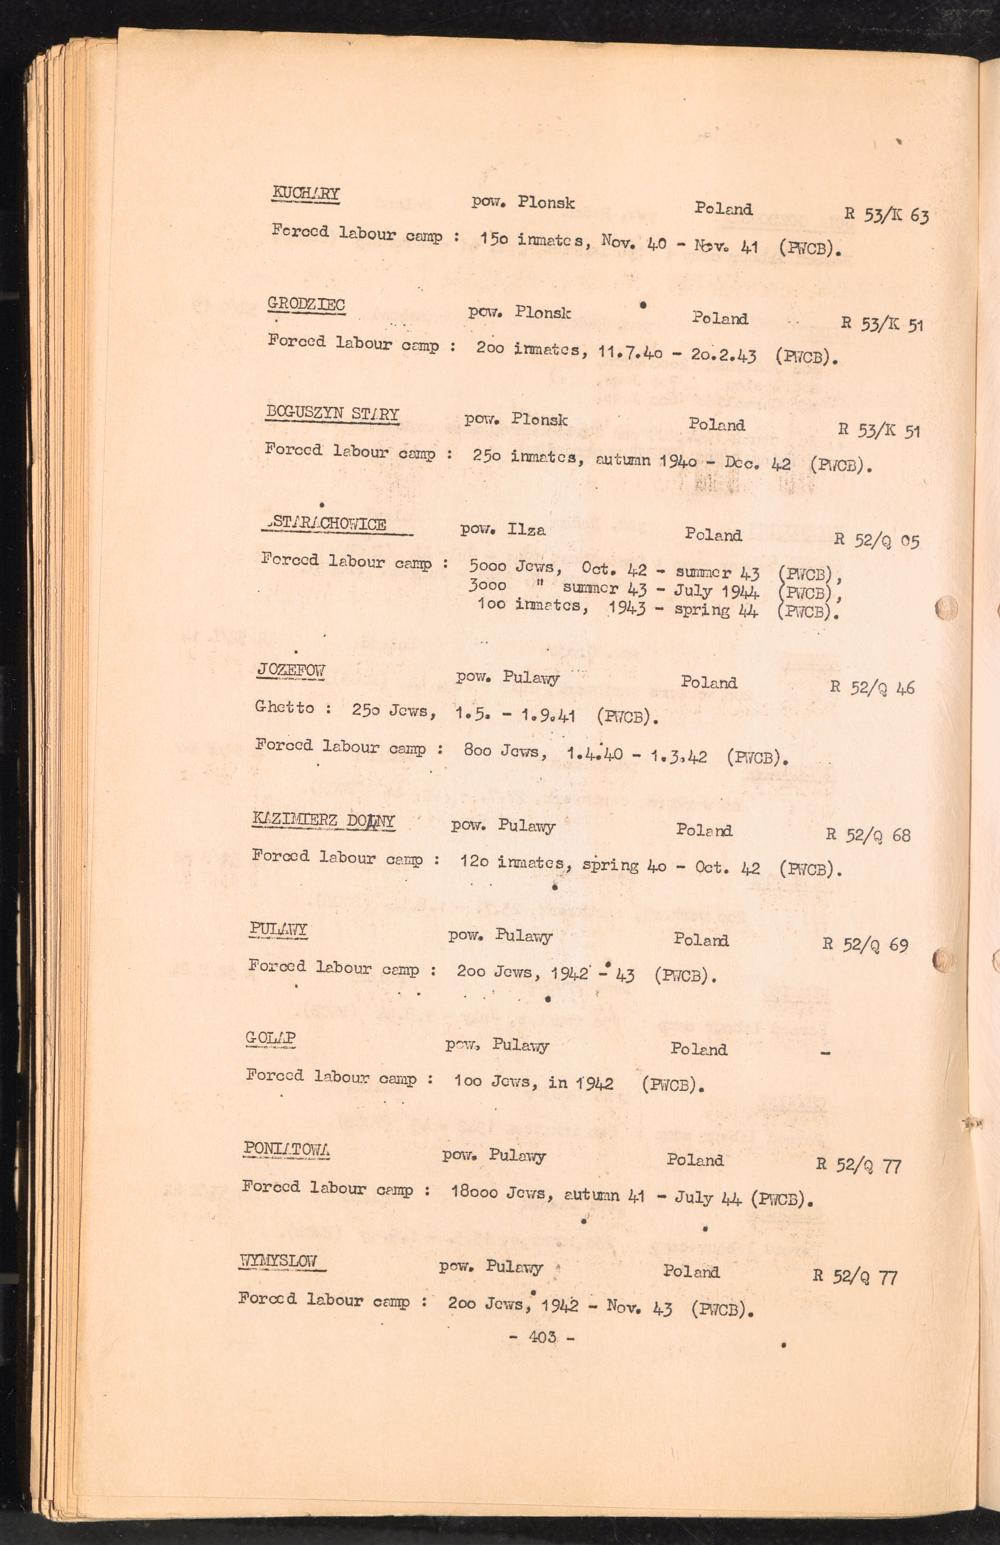 KUCHARY pow. Plonsk Poland R 53/K 63
Forced labour camp : 150 inmates, Nov. 40 - Nov. 41 (PWCB).
GRODZIEC pow. Plonsk Poland R 53/K 51
Forced labour camp : 200 inmates, 11.7.40 - 20.2.43 (PWCB).
BOGUSZYN STARY pow. Plonsk Poland R 53/K 51
Forced labour camp : 250 inmates, autumn 1940 - Dec. 42 (PWCB).
STARACHOWICE pow. Ilza Poland R 52/Q 05
Forced labour camp : 5000 Jews, Oct. 42 - summer 43 (PWCB),
3000 " summer 43 - July 1944 (PWCB),
100 inmates, 1943 - spring 44 (PWCB).
JOZEFOW pow. Pulawy Poland R 52/Q 46
Ghetto : 250 Jews, 1.5. - 1.9.41 (PWCB).
Forced labour camp : 800 Jews, 1.4.40 - 1.3.42 (PWCB).
KAZIMIERZ DOLNY pow. Pulawy Poland R 52/Q 68
Forced labour camp : 120 inmates, spring 40 - Oct. 42 (PWCB).
PULAWY pow. Pulawy Poland R 52/Q 69
Forced labour camp : 200 Jews, 1942 - 43 (PWCB).
GOLAP pow. Pulawy Poland -
Forced labour camp : 100 Jews, in 1942 (PWCB).
PONIATOWA pow. Pulawy Poland R 52/Q 77
Forced labour camp : 18000 Jews, autumn 41 - July 44 (PWCB).
WYMYSLOW pow. Pulawy Poland R 52/Q 77
Forced labour camp : 200 Jews, 1942 - Nov. 43 (PWCB).
- 403 -